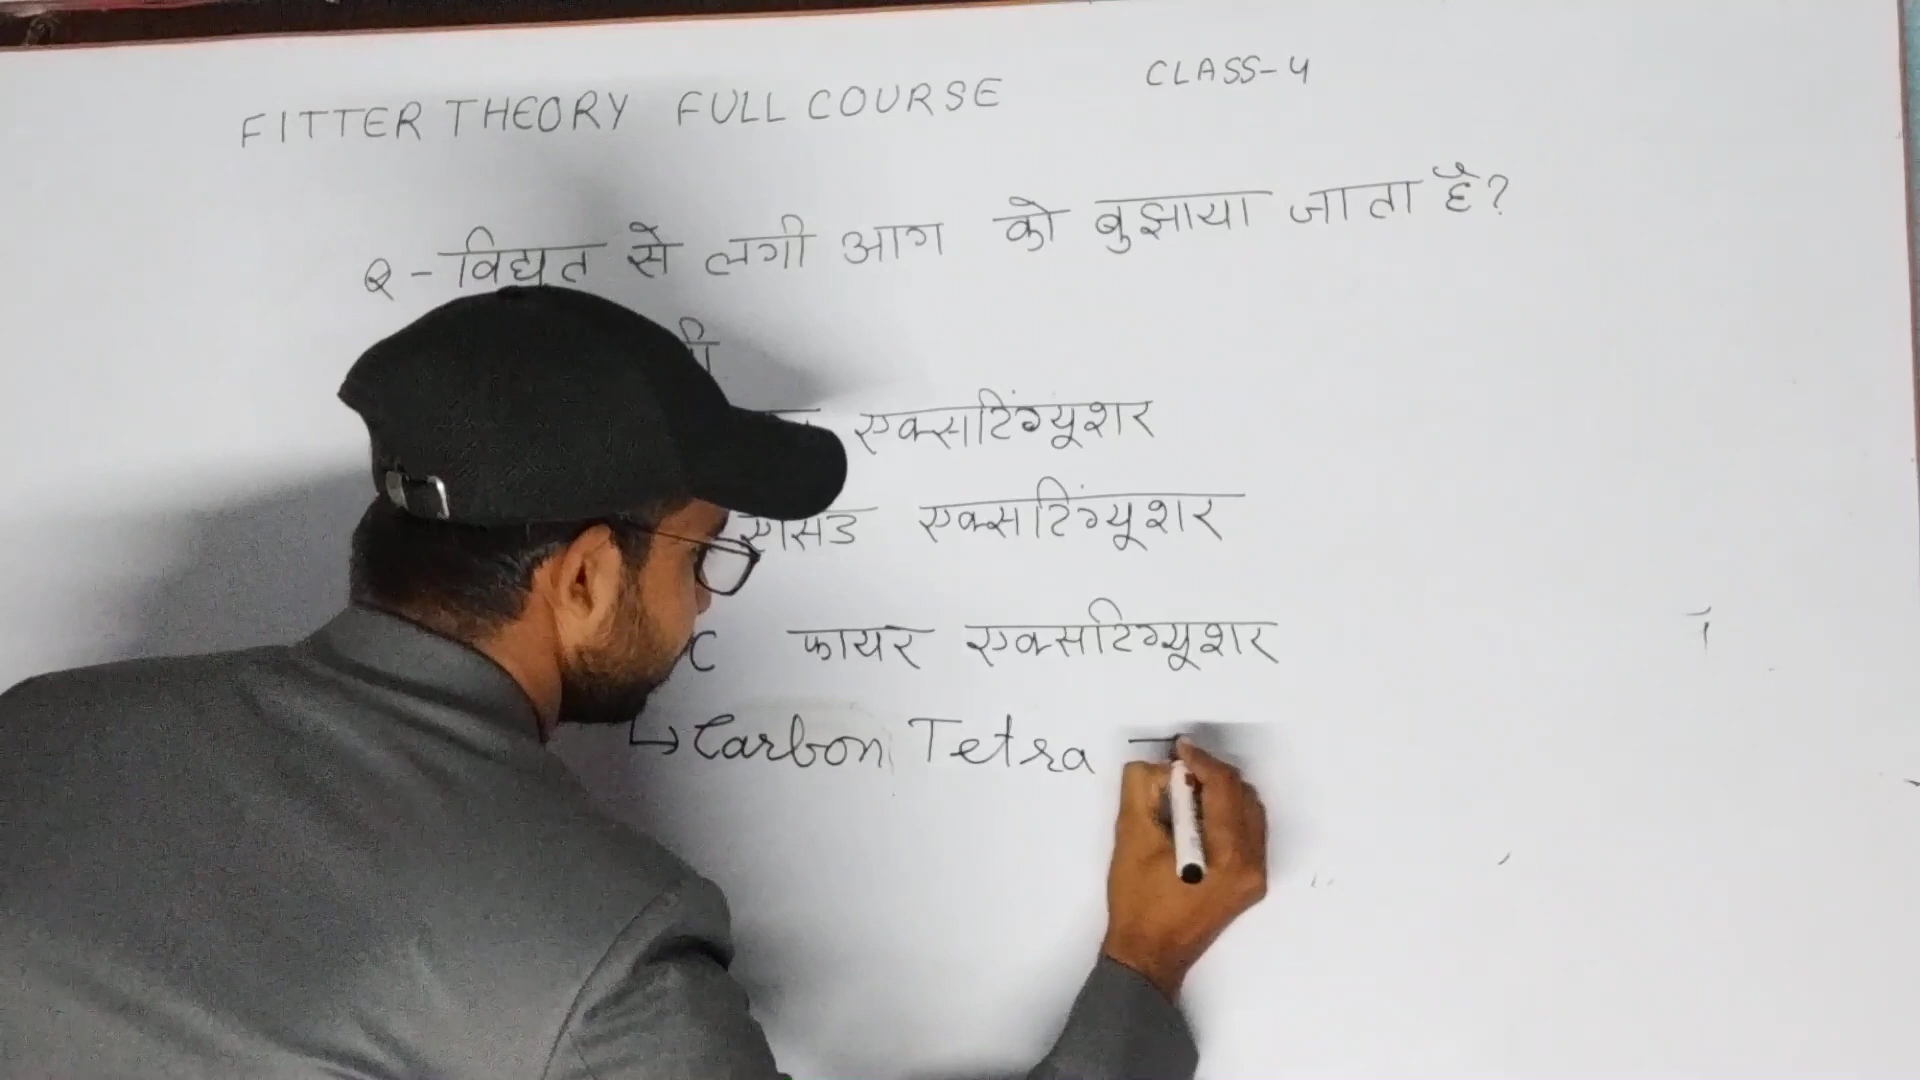 FITTER THEORY FULL COURSE CLASS-4
Q - विद्युत से लगी आग को बुझाया जाता है?
एक्सटिंग्यूशर
एसिड एक्सटिंग्यूशर
C फायर एक्सटिंग्यूशर
↳ Carbon Tetra